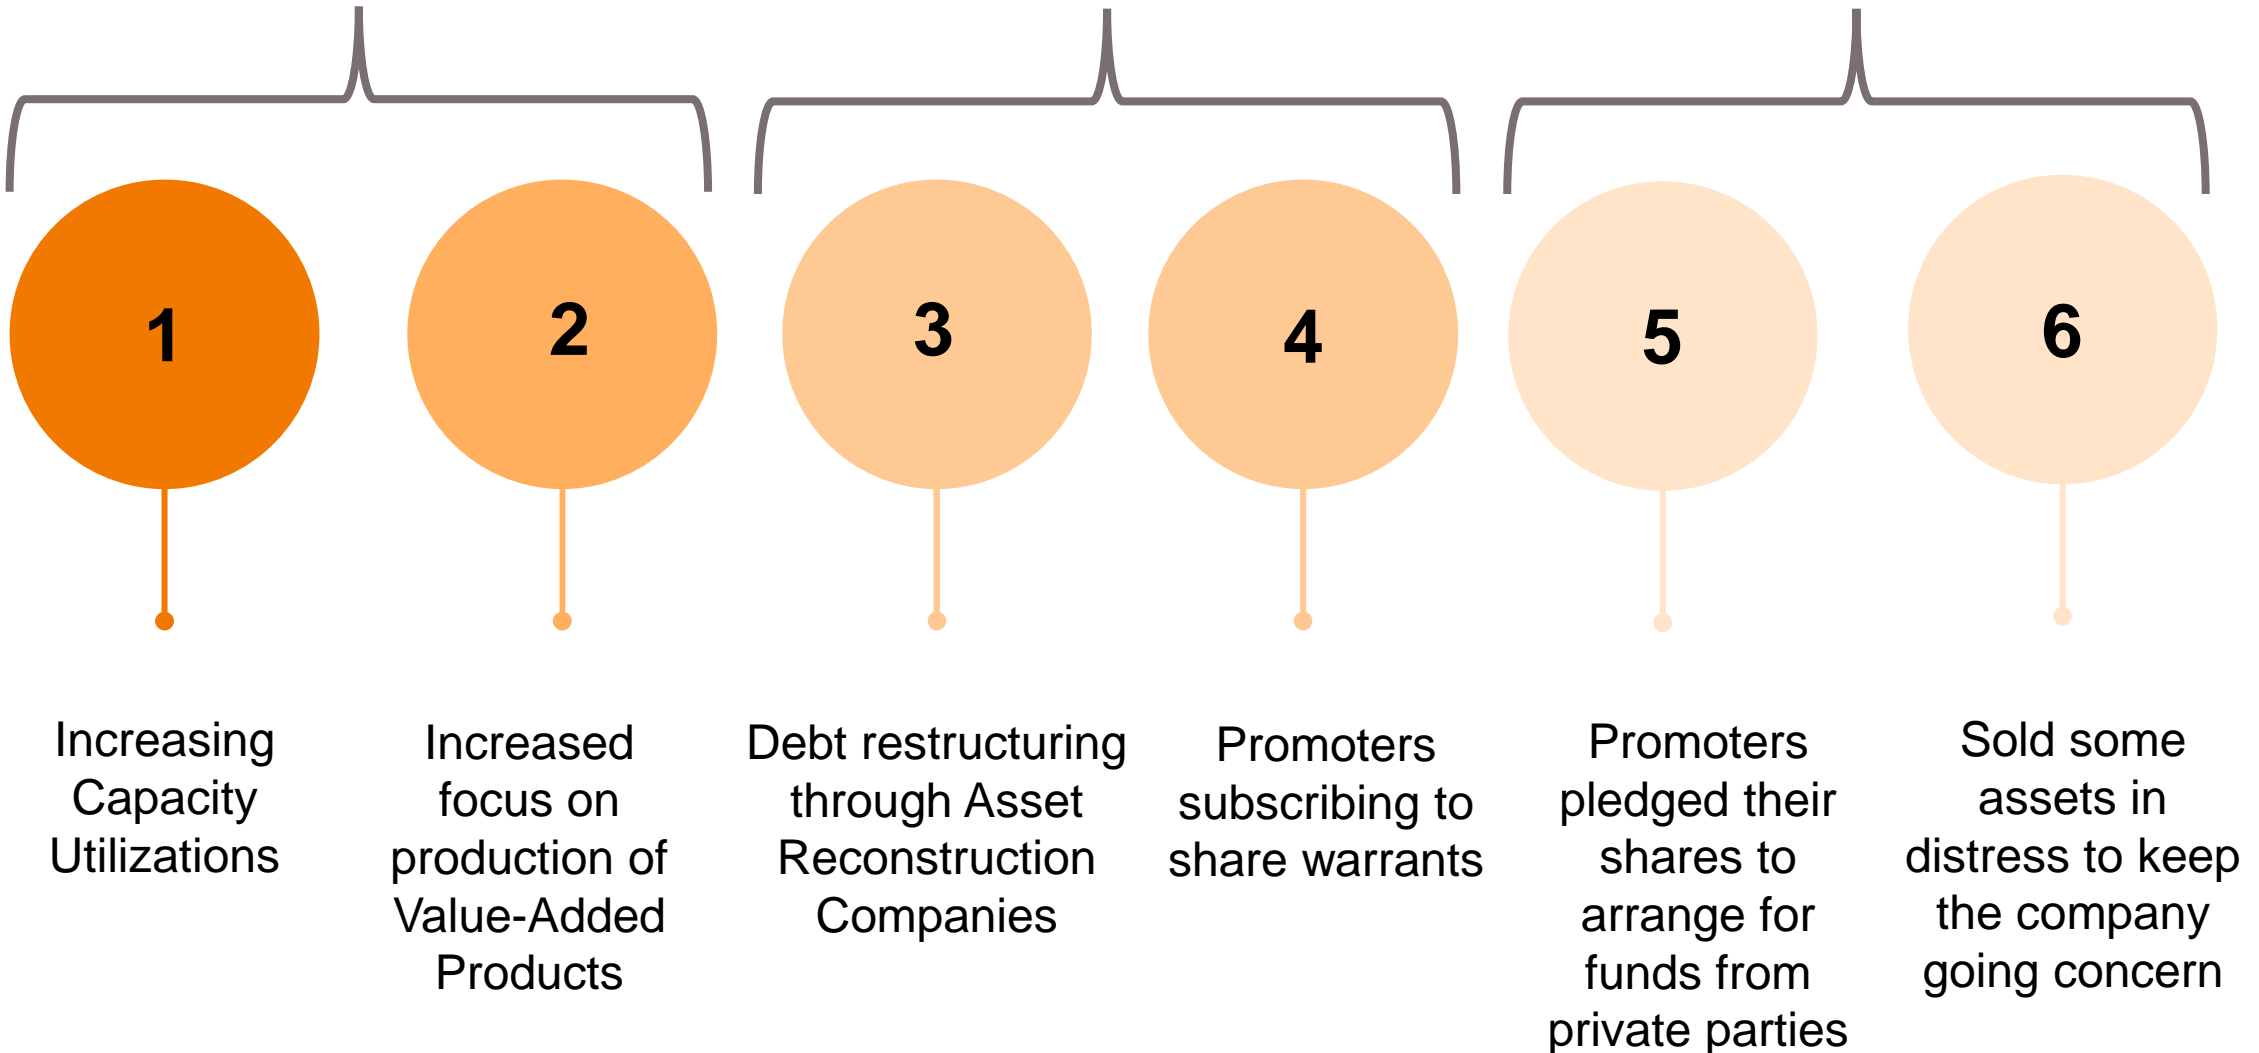 1
Increasing
Capacity
Utilizations
2
Increased
focus on
production of
Value-Added
Products
3
Debt restructuring
through Asset
Reconstruction
Companies
4
Promoters
subscribing to
share warrants
5
Promoters
pledged their
shares to
arrange for
funds from
private parties
6
Sold some
assets in
distress to keep
the company
going concern